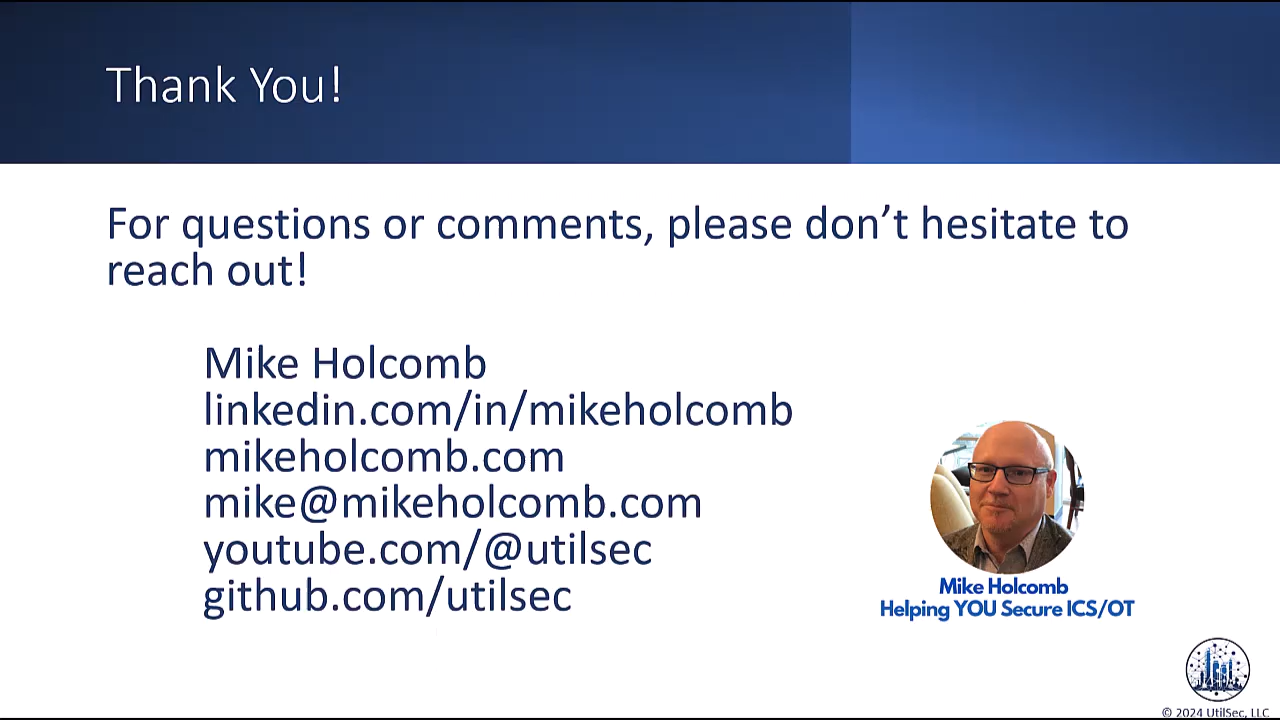 Thank You!
For questions or comments, please don’t hesitate to
reach out!
Mike Holcomb
linkedin.com/in/mikeholcomb
mikeholcomb.com
mike@mikeholcomb.com
youtube.com/@utilsec
github.com/utilsec
Mike Holcomb
Helping YOU Secure ICS/OT
© 2024 UtilSec, LLC